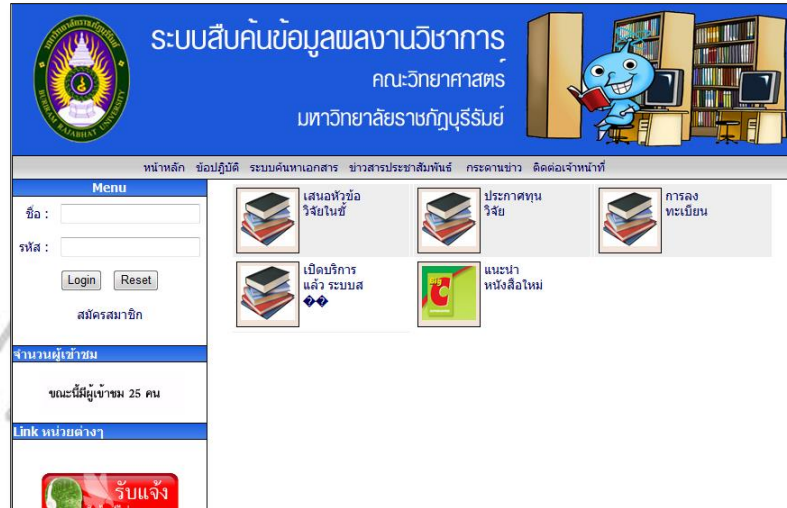 ระบบสืบค้นข้อมูลผลงานวิชาการ
คณะวิทยาศาสตร์
มหาวิทยาลัยราชภัฏบุรีรัมย์
BURIRAM RAJABHAT UNIVERSITY
หน้าหลัก ข้อปฎิบัติ ระบบค้นหาเอกสาร ข่าวสารประชาสัมพันธ์ กระดานข่าว ติดต่อเจ้าหน้าที่
Menu
ชื่อ :
รหัส :
Login Reset
สมัครสมาชิก
จำนวนผู้เข้าชม
ขณะนี้มีผู้เข้าชม 25 คน
Link หน่วยต่างๆ
รับแจ้ง
เสนอหัวข้อ
วิจัยในชั้
ประกาศทุน
วิจัย
การลง
ทะเบียน
เปิดบริการ
แล้ว ระบบส
��
แนะนำ
หนังสือใหม่